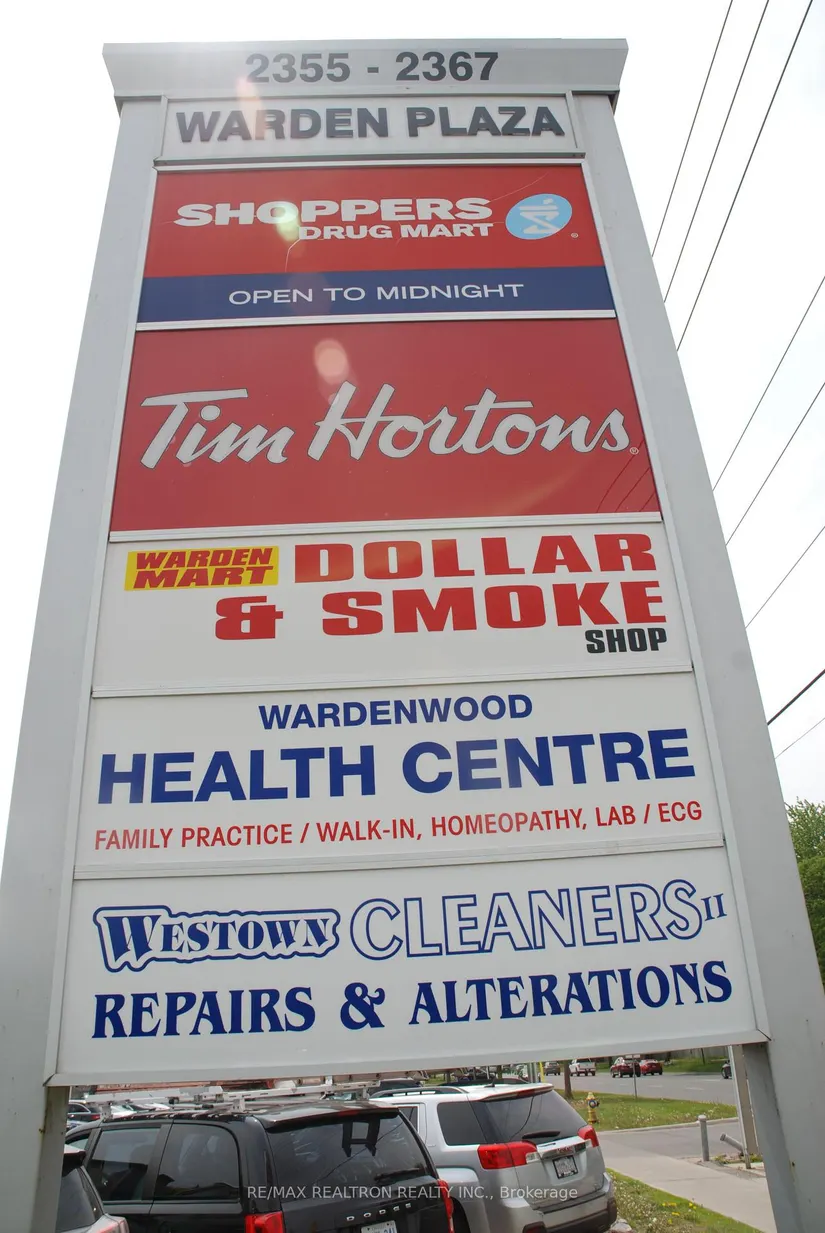 2355 - 2367
WARDEN PLAZA
SHOPPERS
DRUG MART
OPEN TO MIDNIGHT
Tim Hortons
WARDEN
MART
DOLLAR
& SMOKE
SHOP
WARDENWOOD
HEALTH CENTRE
FAMILY PRACTICE / WALK-IN, HOMEOPATHY, LAB / ECG
WESTOWN CLEANERS II
REPAIRS & ALTERATIONS
RE/MAX REALTRON REALTY INC., Brokerage
DODGE